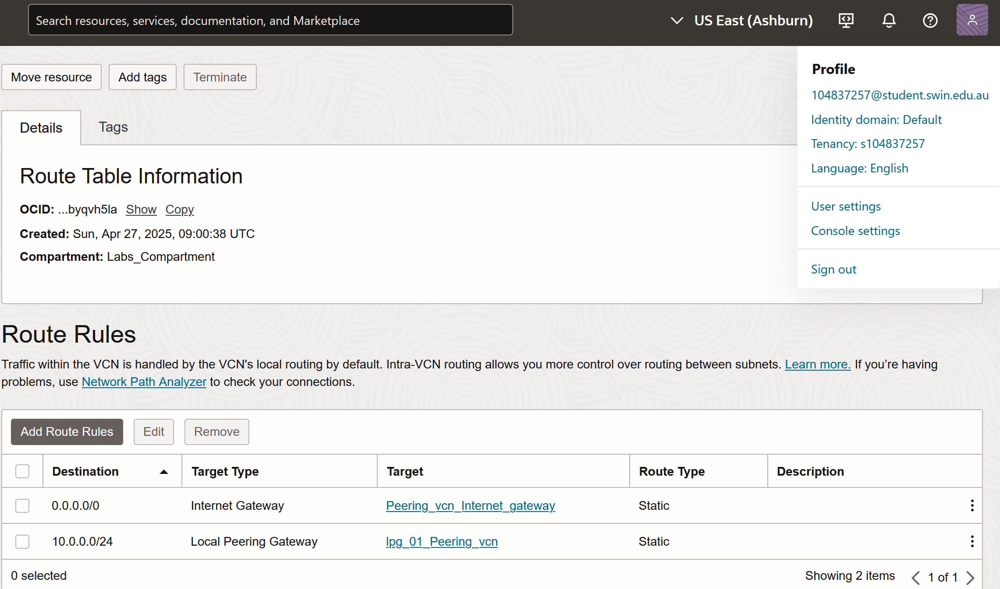 Search resources, services, documentation, and Marketplace
US East (Ashburn)
Profile
104837257@student.swin.edu.au
Identity domain: Default
Tenancy: s104837257
Language: English
User settings
Console settings
Sign out
Move resource
Add tags
Terminate
Details
Tags
Route Table Information
OCID: ...byqvh5la Show Copy
Created: Sun, Apr 27, 2025, 09:00:38 UTC
Compartment: Labs_Compartment
Route Rules
Traffic within the VCN is handled by the VCN's local routing by default. Intra-VCN routing allows you more control over routing between subnets. Learn more. If you’re having
problems, use Network Path Analyzer to check your connections.
Add Route Rules
Edit
Remove
Destination Target Type Target Route Type Description
0.0.0.0/0 Internet Gateway Peering_vcn_Internet_gateway Static
10.0.0.0/24 Local Peering Gateway lpg_01_Peering_vcn Static
0 selected
Showing 2 items 1 of 1